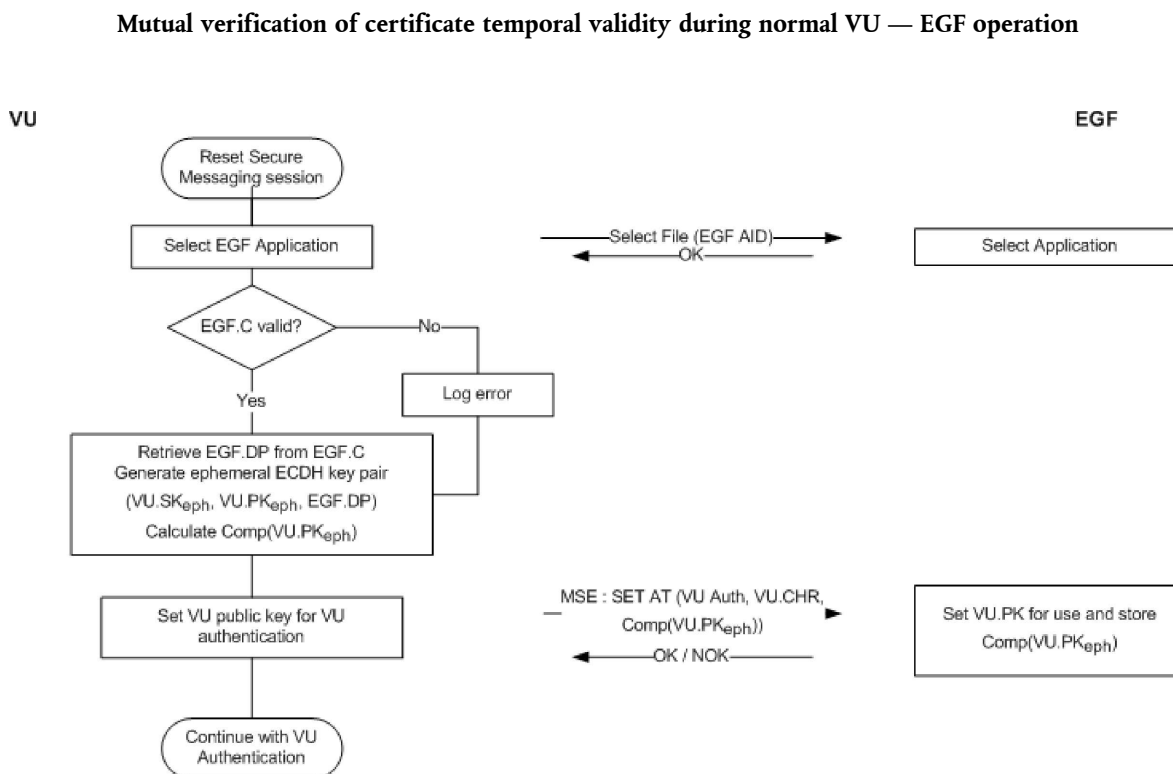 Mutual verification of certificate temporal validity during normal VU — EGF operation
VU
EGF
Reset Secure
Messaging session
Select EGF Application
Select File (EGF AID)
OK
Select Application
EGF.C valid?
No
Log error
Yes
Retrieve EGF.DP from EGF.C
Generate ephemeral ECDH key pair
(VU.SKeph, VU.PKeph, EGF.DP)
Calculate Comp(VU.PKeph)
Set VU public key for VU
authentication
MSE : SET AT (VU Auth, VU.CHR,
Comp(VU.PKeph))
OK / NOK
Set VU.PK for use and store
Comp(VU.PKeph)
Continue with VU
Authentication